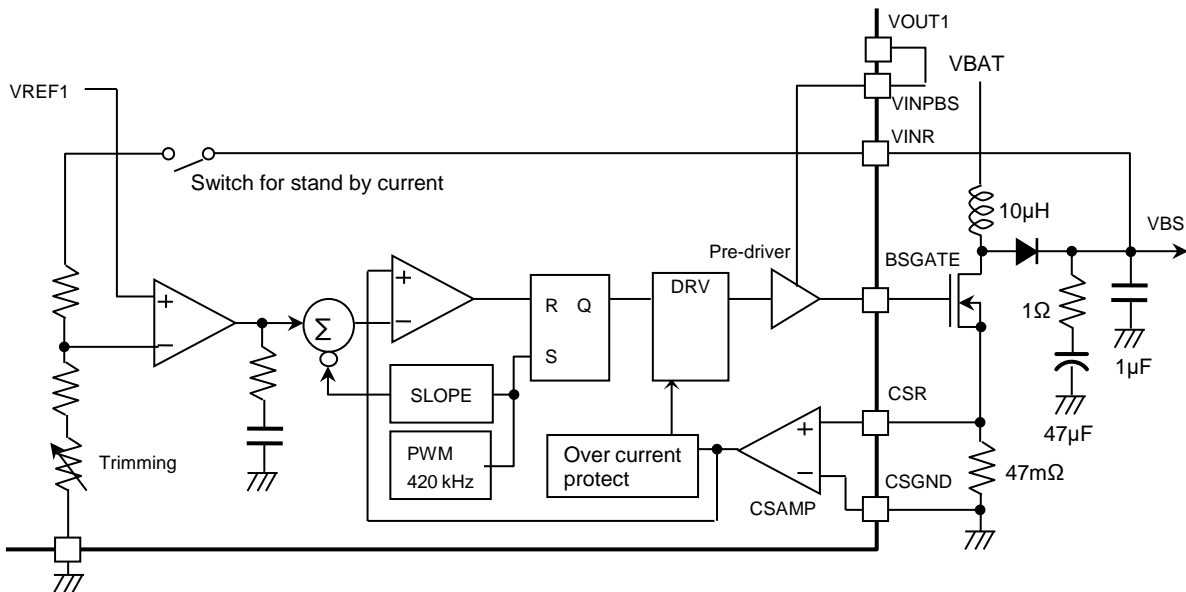 VOUT1
VBAT
VREF1
VINPBS
VINR
Switch for stand by current
10µH
VBS
Pre-driver
BSGATE
+
−
+
−
Σ
R Q
S
DRV
1Ω
1µF
SLOPE
CSR
47µF
Trimming
PWM
420 kHz
Over current
protect
+
−
CSAMP
CSGND
47mΩ